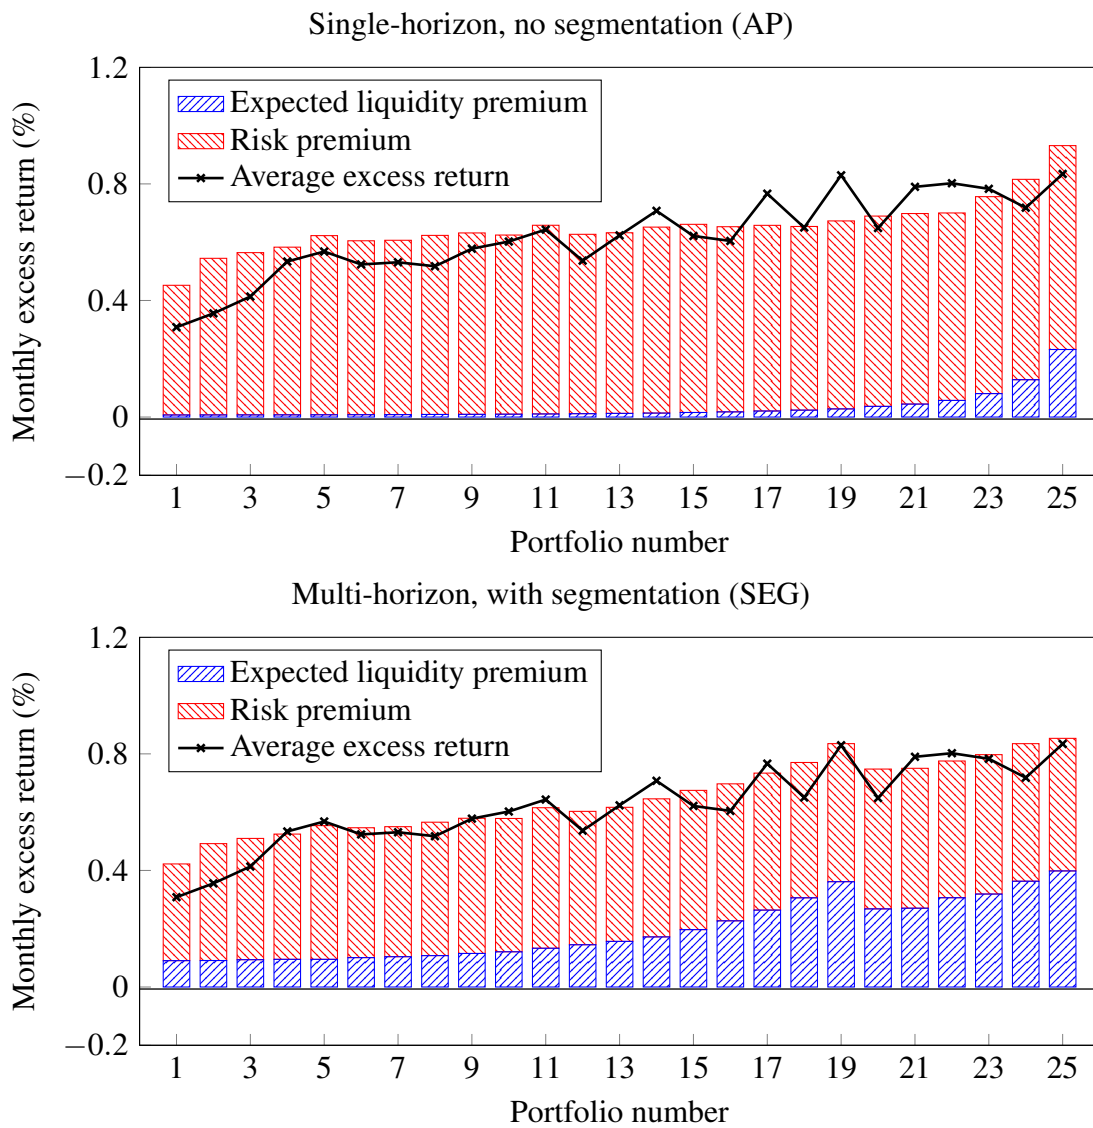 Single-horizon, no segmentation (AP)
1.2
Expected liquidity premium
Risk premium
Average excess return
0.8
0.4
0
−0.2
Monthly excess return (%)
1 3 5 7 9 11 13 15 17 19 21 23 25
Portfolio number
Multi-horizon, with segmentation (SEG)
1.2
Expected liquidity premium
Risk premium
Average excess return
0.8
0.4
0
−0.2
Monthly excess return (%)
1 3 5 7 9 11 13 15 17 19 21 23 25
Portfolio number